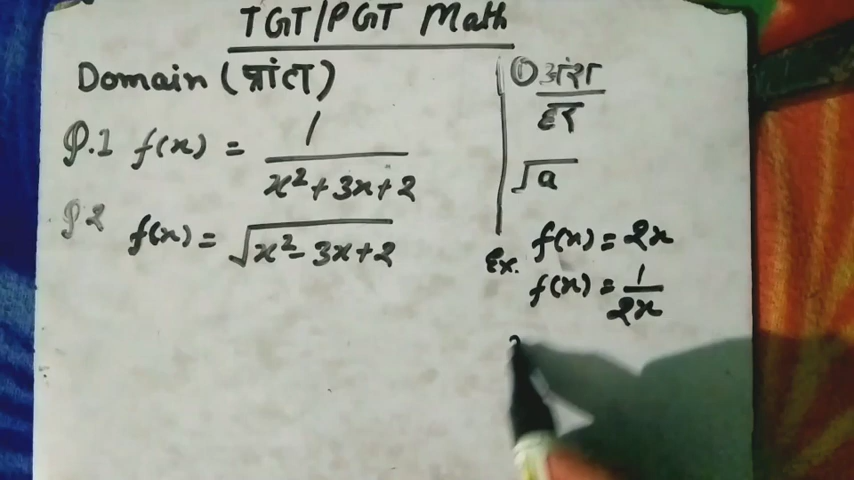 TGT/PGT Math
Domain (प्रांत)
Q.1 f(x) = 1 / x² + 3x + 2
Q 2 f(x) = √x² - 3x + 2
① अंश / हर
√a
Ex. f(x) = 2x
f(x) = 1 / 2x